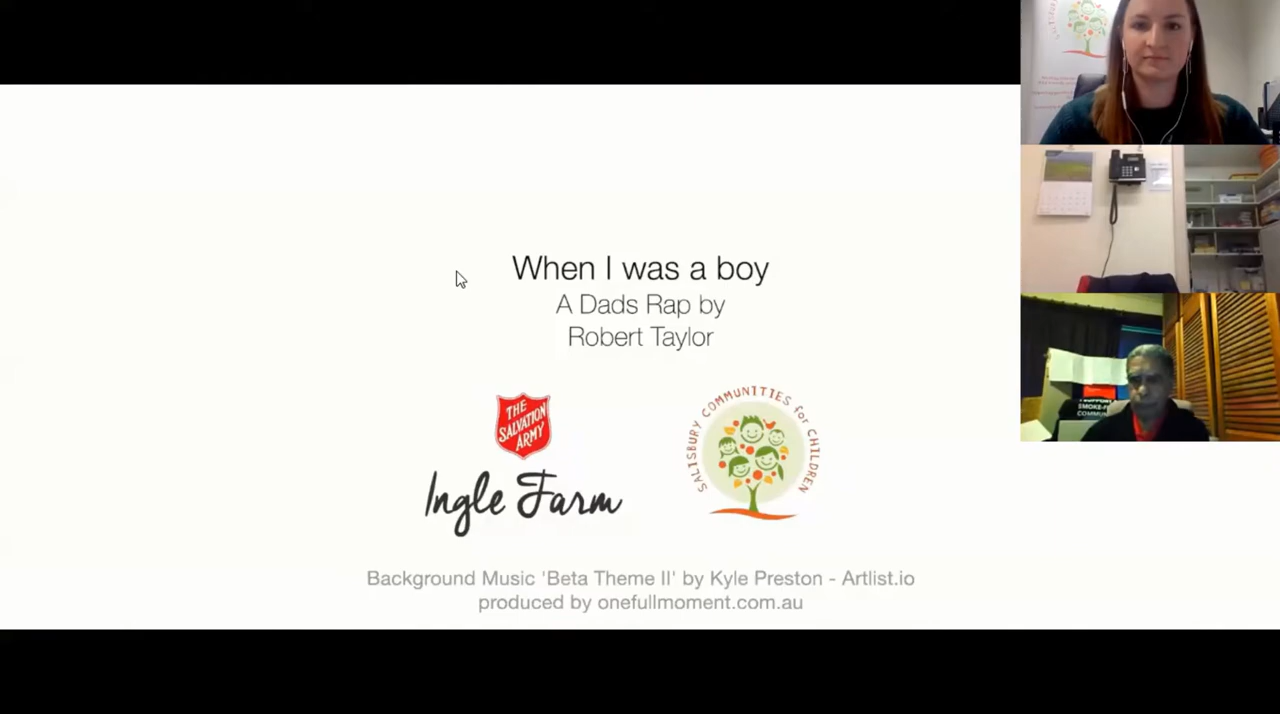 When I was a boy
A Dads Rap by
Robert Taylor
THE
SALVATION
ARMY
Ingle Farm
SALISBURY COMMUNITIES for CHILDREN
Background Music 'Beta Theme II' by Kyle Preston - Artlist.io
produced by onefullmoment.com.au